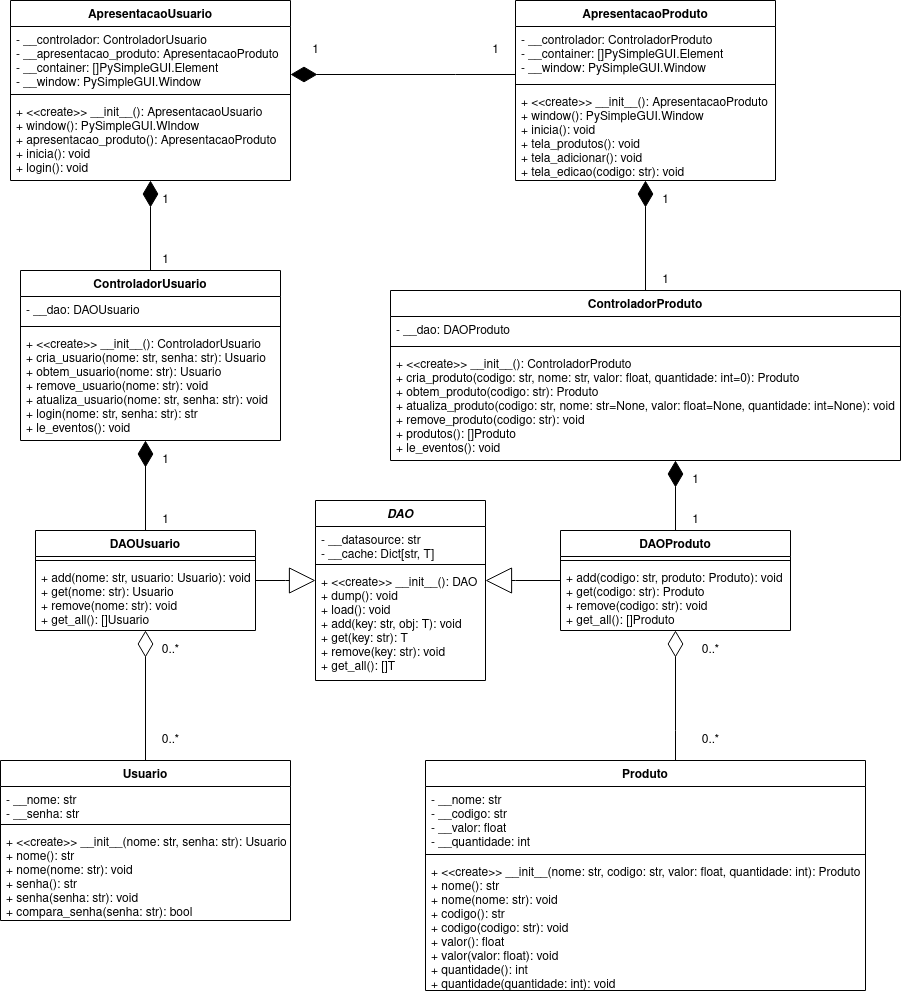 ApresentacaoUsuario
- __controlador: ControladorUsuario
- __apresentacao_produto: ApresentacaoProduto
- __container: []PySimpleGUI.Element
- __window: PySimpleGUI.Window
+ <<create>> __init__(): ApresentacaoUsuario
+ window(): PySimpleGUI.WIndow
+ apresentacao_produto(): ApresentacaoProduto
+ inicia(): void
+ login(): void
1
1
ApresentacaoProduto
- __controlador: ControladorProduto
- __container: []PySimpleGUI.Element
- __window: PySimpleGUI.Window
+ <<create>> __init__(): ApresentacaoProduto
+ window(): PySimpleGUI.Window
+ inicia(): void
+ tela_produtos(): void
+ tela_adicionar(): void
+ tela_edicao(codigo: str): void
1
1
1
1
ControladorUsuario
- __dao: DAOUsuario
+ <<create>> __init__(): ControladorUsuario
+ cria_usuario(nome: str, senha: str): Usuario
+ obtem_usuario(nome: str): Usuario
+ remove_usuario(nome: str): void
+ atualiza_usuario(nome: str, senha: str): void
+ login(nome: str, senha: str): str
+ le_eventos(): void
ControladorProduto
- __dao: DAOProduto
+ <<create>> __init__(): ControladorProduto
+ cria_produto(codigo: str, nome: str, valor: float, quantidade: int=0): Produto
+ obtem_produto(codigo: str): Produto
+ atualiza_produto(codigo: str, nome: str=None, valor: float=None, quantidade: int=None): void
+ remove_produto(codigo: str): void
+ produtos(): []Produto
+ le_eventos(): void
1
1
1
1
DAOUsuario
+ add(nome: str, usuario: Usuario): void
+ get(nome: str): Usuario
+ remove(nome: str): void
+ get_all(): []Usuario
DAO
- __datasource: str
- __cache: Dict[str, T]
+ <<create>> __init__(): DAO
+ dump(): void
+ load(): void
+ add(key: str, obj: T): void
+ get(key: str): T
+ remove(key: str): void
+ get_all(): []T
DAOProduto
+ add(codigo: str, produto: Produto): void
+ get(codigo: str): Produto
+ remove(codigo: str): void
+ get_all(): []Produto
0..*
0..*
0..*
0..*
Usuario
- __nome: str
- __senha: str
+ <<create>> __init__(nome: str, senha: str): Usuario
+ nome(): str
+ nome(nome: str): void
+ senha(): str
+ senha(senha: str): void
+ compara_senha(senha: str): bool
Produto
- __nome: str
- __codigo: str
- __valor: float
- __quantidade: int
+ <<create>> __init__(nome: str, codigo: str, valor: float, quantidade: int): Produto
+ nome(): str
+ nome(nome: str): void
+ codigo(): str
+ codigo(codigo: str): void
+ valor(): float
+ valor(valor: float): void
+ quantidade(): int
+ quantidade(quantidade: int): void